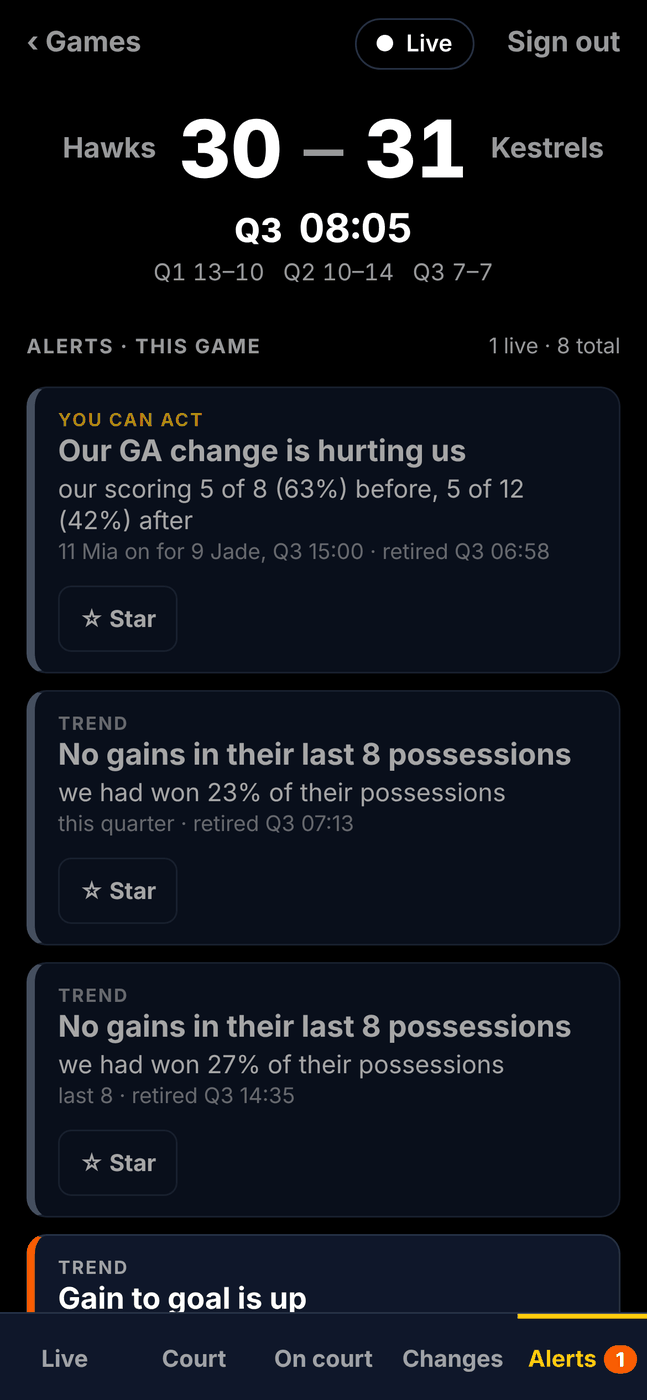 ‹ Games
Live
Sign out
Hawks 30 – 31 Kestrels
Q3 08:05
Q1 13–10 Q2 10–14 Q3 7–7
ALERTS · THIS GAME
1 live · 8 total
YOU CAN ACT
Our GA change is hurting us
our scoring 5 of 8 (63%) before, 5 of 12
(42%) after
11 Mia on for 9 Jade, Q3 15:00 · retired Q3 06:58
☆ Star
TREND
No gains in their last 8 possessions
we had won 23% of their possessions
this quarter · retired Q3 07:13
☆ Star
TREND
No gains in their last 8 possessions
we had won 27% of their possessions
last 8 · retired Q3 14:35
☆ Star
TREND
Gain to goal is up
Live
Court
On court
Changes
Alerts 1